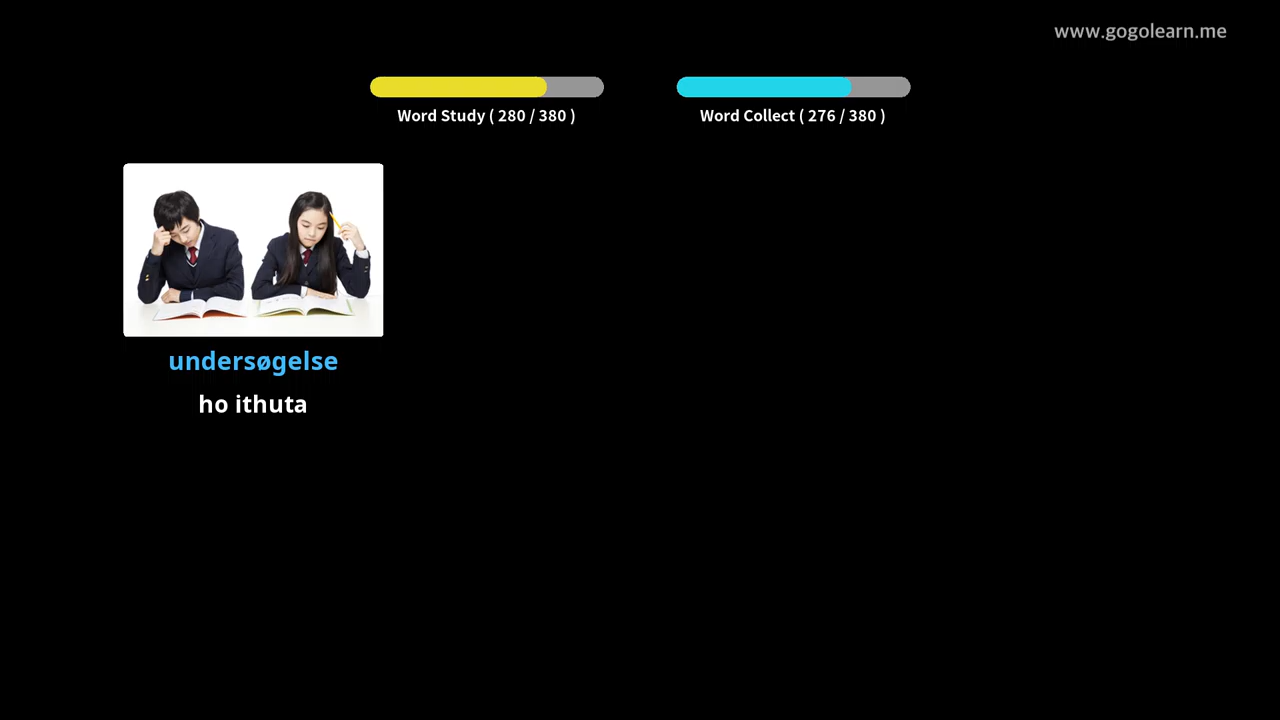 www.gogolearn.me
Word Study ( 280 / 380 )
Word Collect ( 276 / 380 )
undersøgelse
ho ithuta